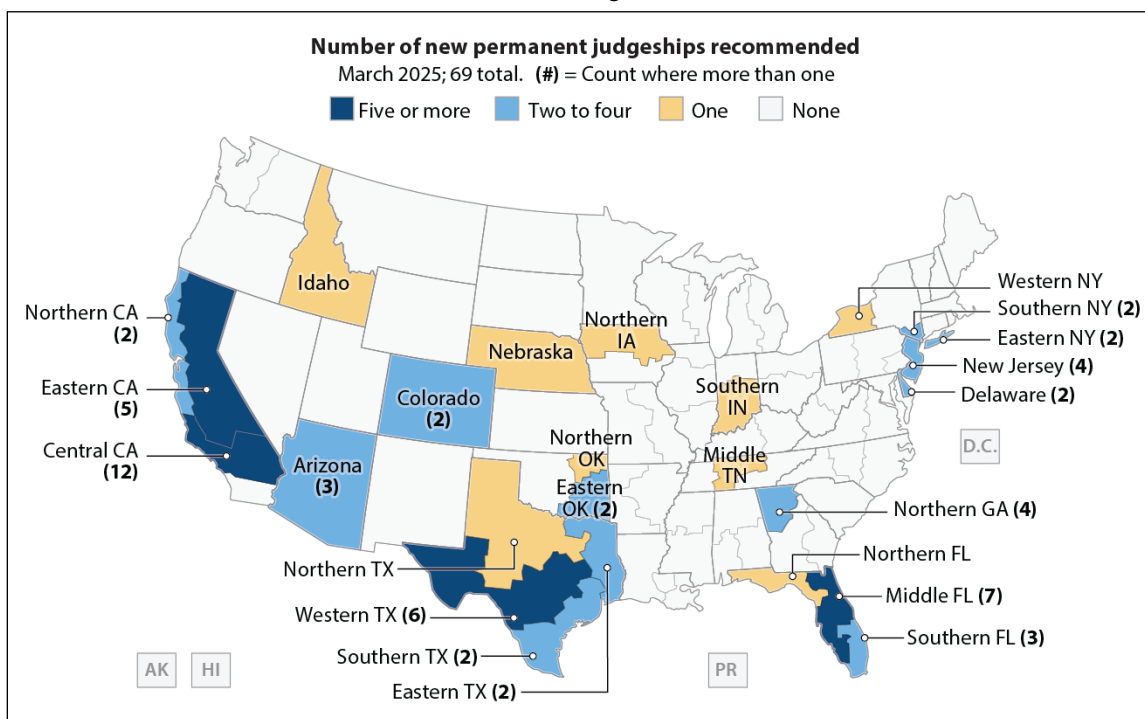 Number of new permanent judgeships recommended
March 2025; 69 total. (#) = Count where more than one
Five or more
Two to four
One
None
Idaho
Northern CA
(2)
Eastern CA
(5)
Central CA
(12)
Arizona
(3)
Colorado
(2)
Nebraska
Northern
IA
Southern
IN
Middle
TN
Northern
OK
Eastern
OK (2)
Western NY
Southern NY (2)
Eastern NY (2)
New Jersey (4)
Delaware (2)
D.C.
Northern GA (4)
Northern FL
Middle FL (7)
Southern FL (3)
Northern TX
Western TX (6)
Southern TX (2)
Eastern TX (2)
AK
HI
PR